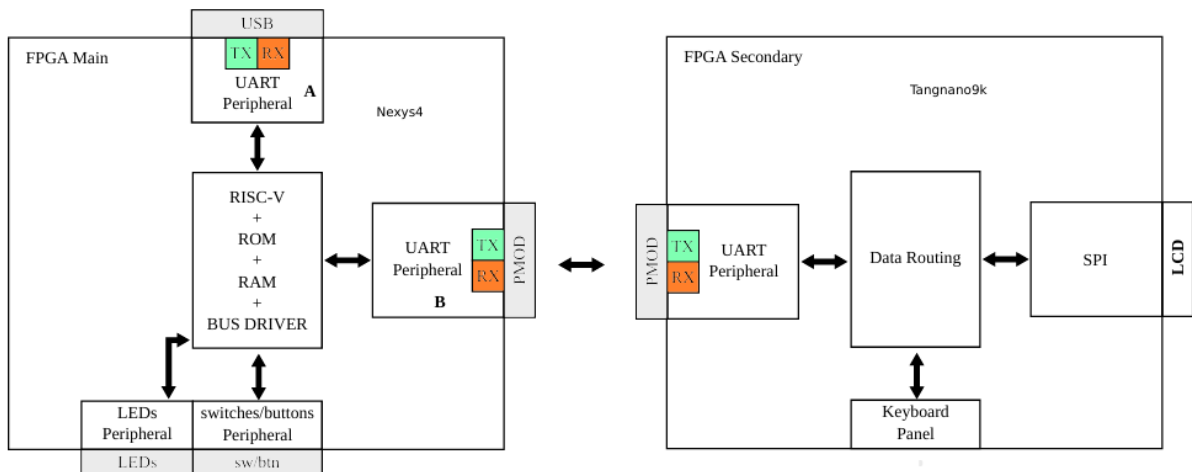 USB
FPGA Main
TX RX
UART
Peripheral
A
Nexys4
RISC-V
+
ROM
+
RAM
+
BUS DRIVER
UART
Peripheral
B
TX
RX
PMOD
LEDs
Peripheral
switches/buttons
Peripheral
LEDs
sw/btn
FPGA Secondary
Tangnano9k
PMOD
TX
RX
UART
Peripheral
Data Routing
SPI
LCD
Keyboard
Panel